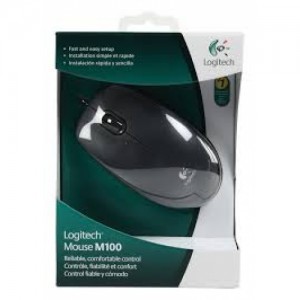 • Fast and easy setup
• Installation simple et rapide
• Instalación rápida y sencilla
Logitech
Logitech
Logitech®
Mouse M100
Reliable, comfortable control
Contrôle, fiabilité et confort
Control fiable y cómodo